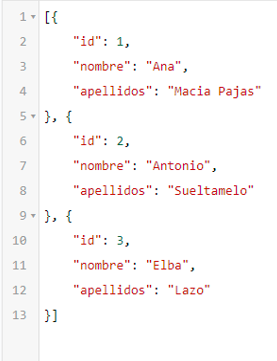 1 [{
2 "id": 1,
3 "nombre": "Ana",
4 "apellidos": "Macia Pajas"
5 }, {
6 "id": 2,
7 "nombre": "Antonio",
8 "apellidos": "Sueltamelo"
9 }, {
10 "id": 3,
11 "nombre": "Elba",
12 "apellidos": "Lazo"
13 }]